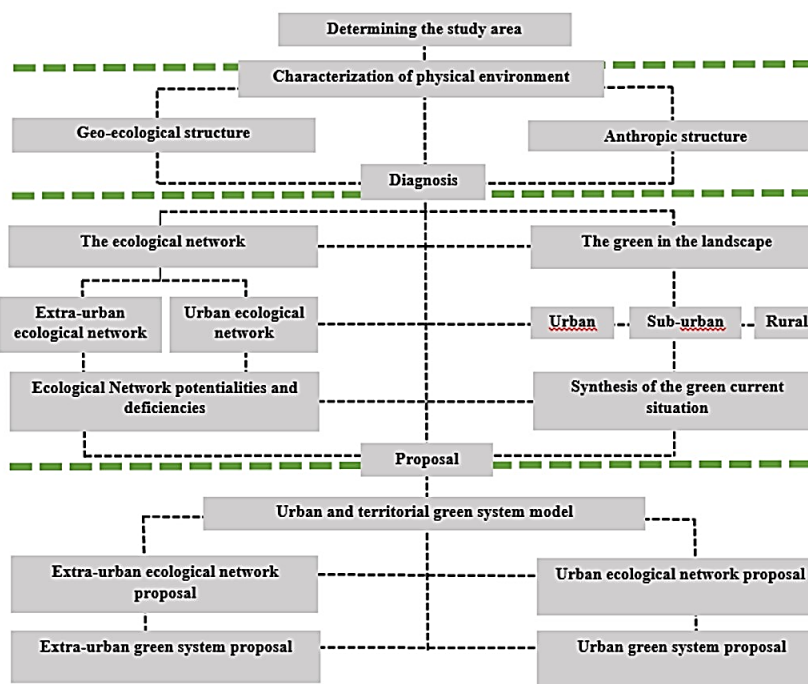 Determining the study area
Characterization of physical environment
Geo-ecological structure
Anthropic structure
Diagnosis
The ecological network
The green in the landscape
Extra-urban
ecological network
Urban ecological
network
Urban
Sub-urban
Rural
Ecological Network potentialities and
deficiencies
Synthesis of the green current
situation
Proposal
Urban and territorial green system model
Extra-urban ecological network
proposal
Urban ecological network proposal
Extra-urban green system proposal
Urban green system proposal